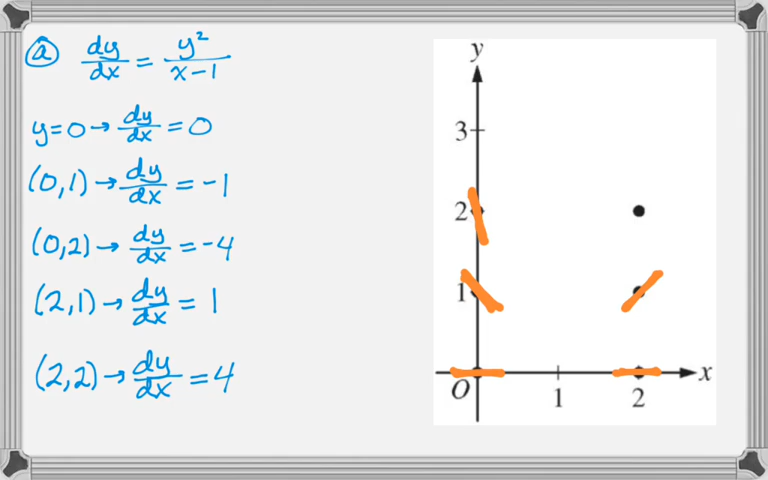 ⓐ dy/dx = y²/(x-1)
y=0 → dy/dx = 0
(0,1) → dy/dx = -1
(0,2) → dy/dx = -4
(2,1) → dy/dx = 1
(2,2) → dy/dx = 4
y
3
2
1
O 1 2 x